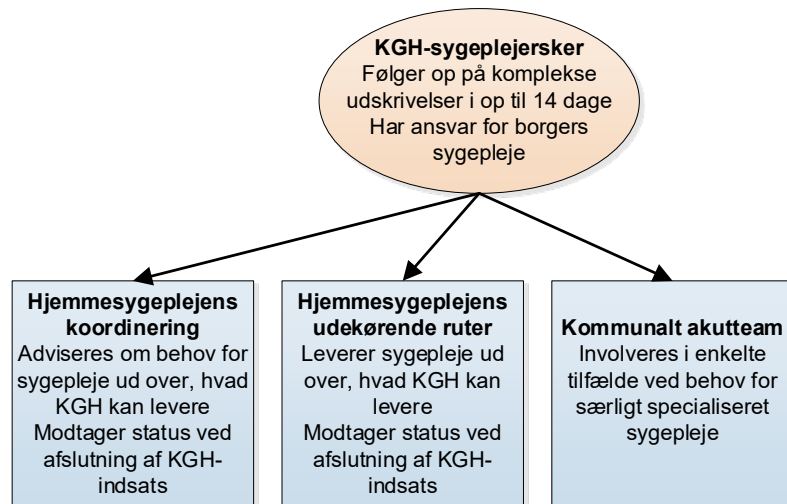 KGH-sygeplejersker
Følger op på komplekse
udskrivelser i op til 14 dage
Har ansvar for borgers
sygepleje
Hjemmesygeplejens
koordinering
Adviseres om behov for
sygepleje ud over, hvad
KGH kan levere
Modtager status ved
afslutning af KGH-
indsats
Hjemmesygeplejens
udekørende ruter
Leverer sygepleje ud
over, hvad KGH kan
levere
Modtager status ved
afslutning af KGH-
indsats
Kommunalt akutteam
Involveres i enkelte
tilfælde ved behov for
særligt specialiseret
sygepleje